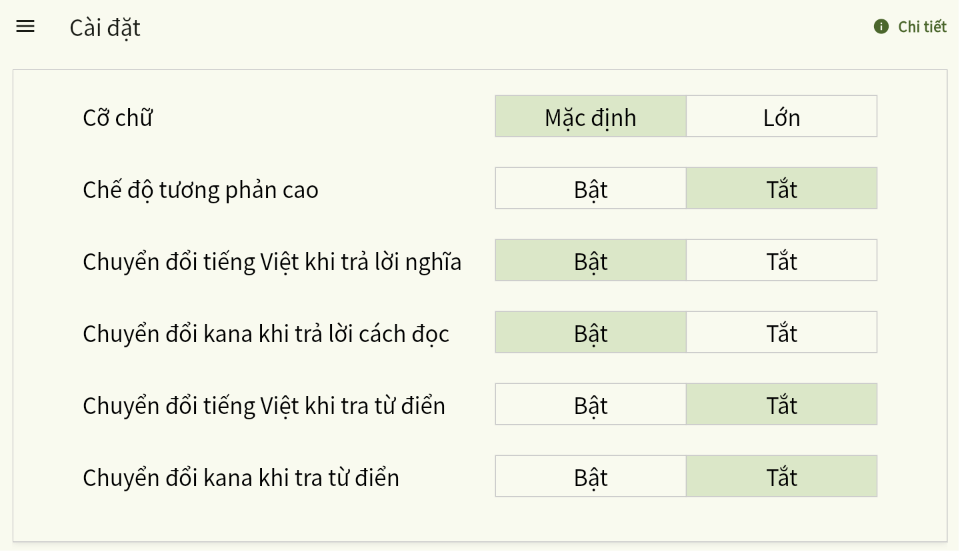 Cài đặt
Chi tiết
Cỡ chữ Mặc định Lớn
Chế độ tương phản cao Bật Tắt
Chuyển đổi tiếng Việt khi trả lời nghĩa Bật Tắt
Chuyển đổi kana khi trả lời cách đọc Bật Tắt
Chuyển đổi tiếng Việt khi tra từ điển Bật Tắt
Chuyển đổi kana khi tra từ điển Bật Tắt